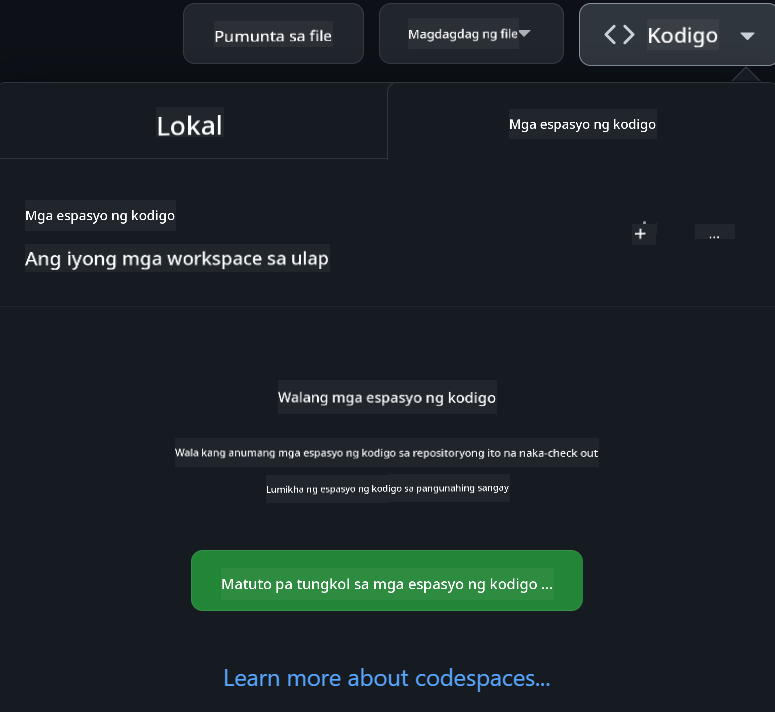 Pumunta sa file
Magdagdag ng file
<> Kodigo
Lokal
Mga espasyo ng kodigo
Mga espasyo ng kodigo
Ang iyong mga workspace sa ulap
+ ...
Walang mga espasyo ng kodigo
Wala kang anumang mga espasyo ng kodigo sa repositoryong ito na naka-check out
Lumikha ng espasyo ng kodigo sa pangunahing sangay
Matuto pa tungkol sa mga espasyo ng kodigo ...
Learn more about codespaces...